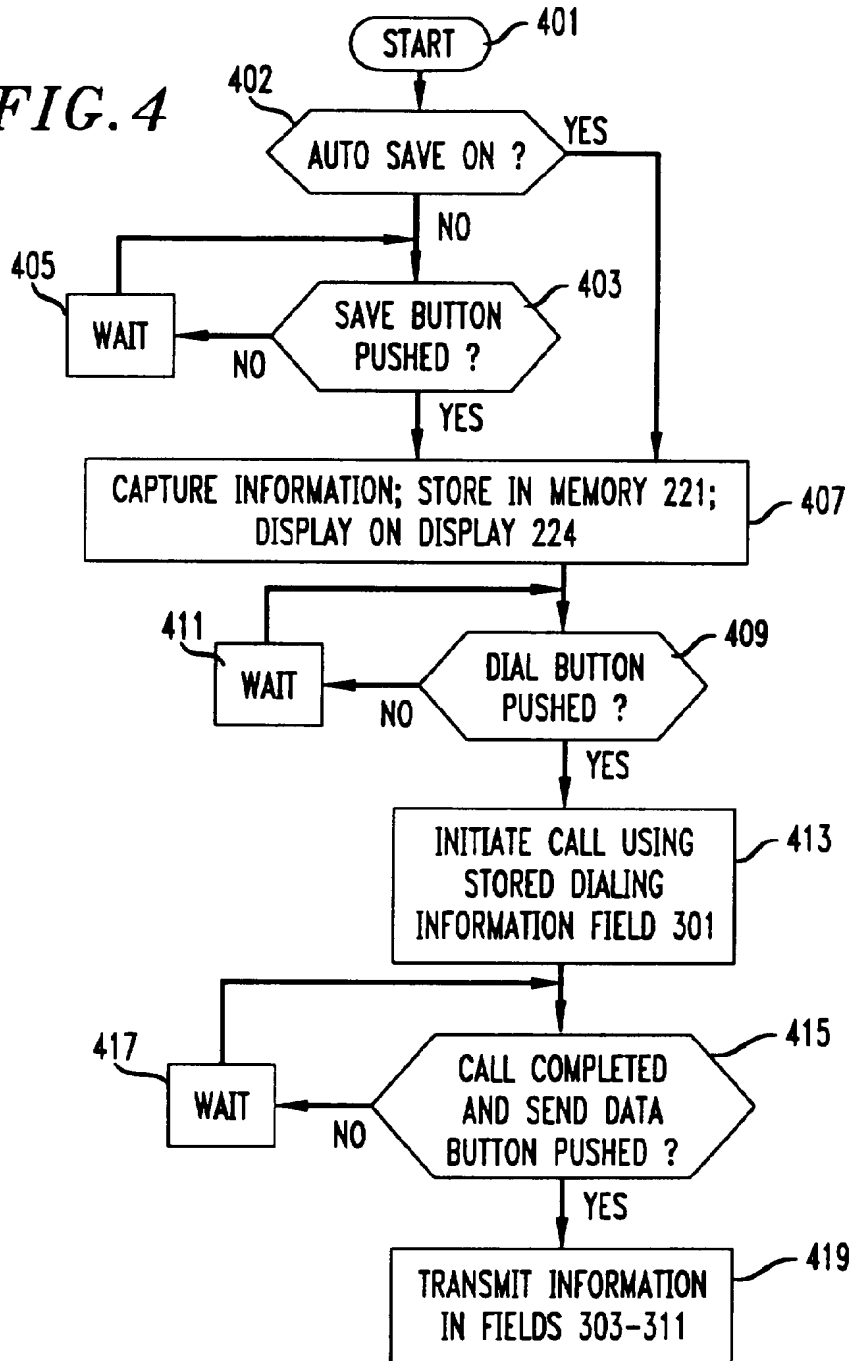 FIG. 4
START
401
402
AUTO SAVE ON ?
YES
NO
405
WAIT
NO
SAVE BUTTON
PUSHED ?
403
YES
CAPTURE INFORMATION; STORE IN MEMORY 221;
DISPLAY ON DISPLAY 224
407
411
WAIT
NO
DIAL BUTTON
PUSHED ?
409
YES
INITIATE CALL USING
STORED DIALING
INFORMATION FIELD 301
413
417
WAIT
NO
CALL COMPLETED
AND SEND DATA
BUTTON PUSHED ?
415
YES
TRANSMIT INFORMATION
IN FIELDS 303-311
419